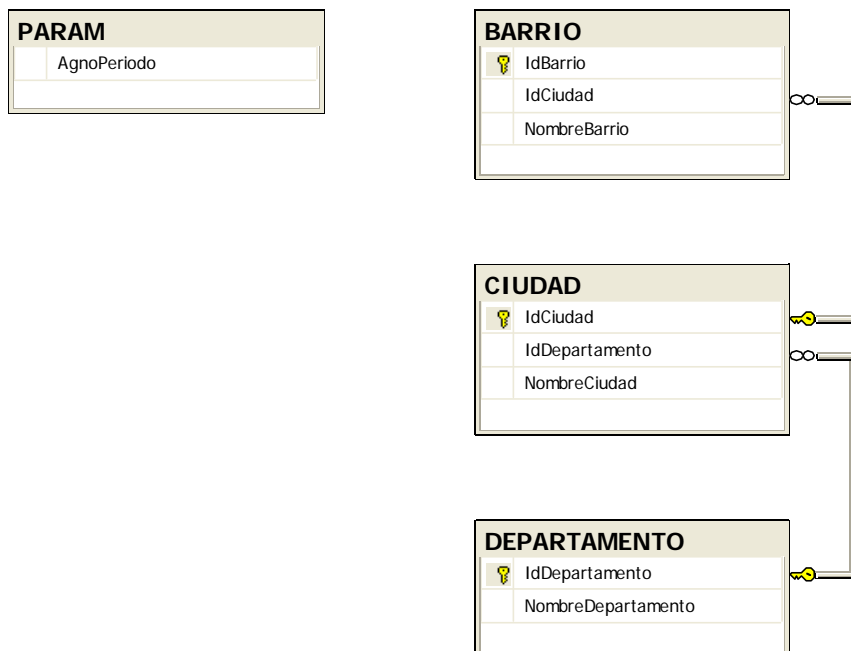 PARAM
AgnoPeriodo
BARRIO
IdBarrio
IdCiudad
NombreBarrio
CIUDAD
IdCiudad
IdDepartamento
NombreCiudad
DEPARTAMENTO
IdDepartamento
NombreDepartamento